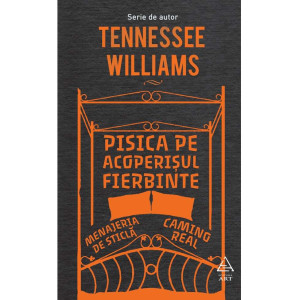 Serie de autor
TENNESSEE
WILLIAMS
PISICA PE
ACOPERIȘUL
FIERBINTE
MENAJERIA
DE STICLĂ
CAMINO
REAL
ART